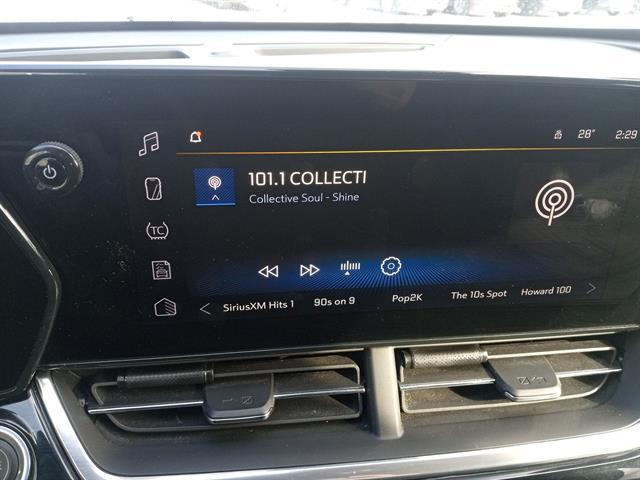 28° 2:29
101.1 COLLECTI
Collective Soul - Shine
TC
SiriusXM Hits 1 90s on 9 Pop2K The 10s Spot Howard 100